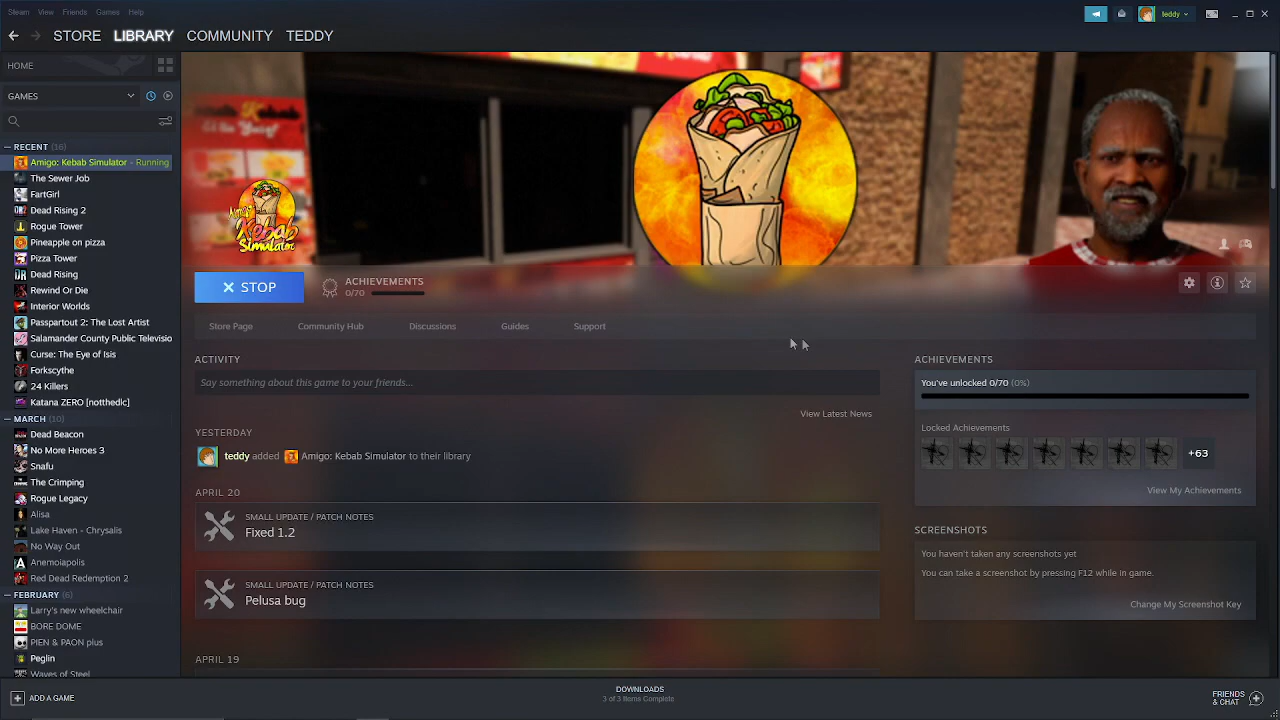 Steam View Friends Games Help
teddy
STORE LIBRARY COMMUNITY TEDDY
HOME
GAMES
RECENT (16)
Amigo: Kebab Simulator - Running
The Sewer Job
FartGirl
Dead Rising 2
Rogue Tower
Pineapple on pizza
Pizza Tower
Dead Rising
Rewind Or Die
Interior Worlds
Passpartout 2: The Lost Artist
Salamander County Public Televisio
Curse: The Eye of Isis
Forkscythe
24 Killers
Katana ZERO [notthedic]
MARCH (10)
Dead Beacon
No More Heroes 3
Snafu
The Crimping
Rogue Legacy
Alisa
Lake Haven - Chrysalis
No Way Out
Anemoiapolis
Red Dead Redemption 2
FEBRUARY (6)
Larry's new wheelchair
BORE DOME
PIEN & PAON plus
Peglin
Waves of Steel
ADD A GAME
Amigo
Kebab
SIMULATOR
STOP
ACHIEVEMENTS
0/70
Store Page Community Hub Discussions Guides Support
ACTIVITY
Say something about this game to your friends...
View Latest News
YESTERDAY
teddy added Amigo: Kebab Simulator to their library
APRIL 20
SMALL UPDATE / PATCH NOTES
Fixed 1.2
SMALL UPDATE / PATCH NOTES
Pelusa bug
APRIL 19
ACHIEVEMENTS
You've unlocked 0/70 (0%)
Locked Achievements
+63
View My Achievements
SCREENSHOTS
You haven't taken any screenshots yet
You can take a screenshot by pressing F12 while in game.
Change My Screenshot Key
DOWNLOADS
3 of 3 Items Complete
FRIENDS
& CHAT